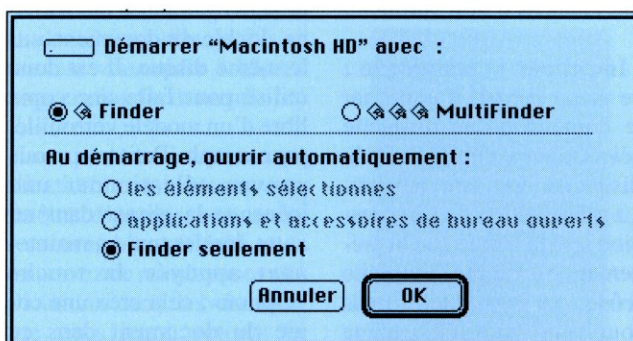 Démarrer “Macintosh HD” avec :
Finder
MultiFinder
Au démarrage, ouvrir automatiquement :
les éléments sélectionnes
applications et accessoires de bureau ouverts
Finder seulement
Annuler
OK